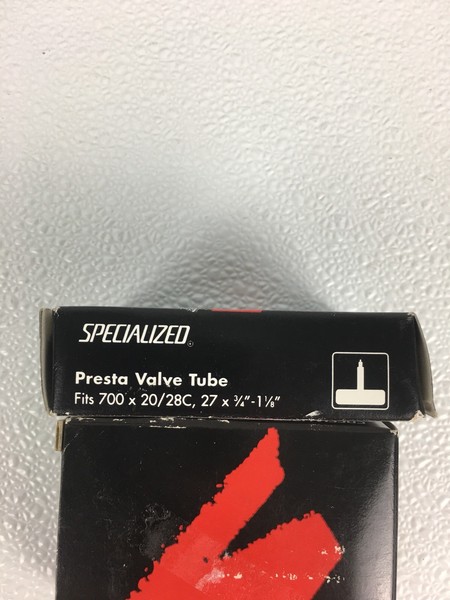 SPECIALIZED®
Presta Valve Tube
Fits 700 x 20/28C, 27 x ¾"-1⅛"